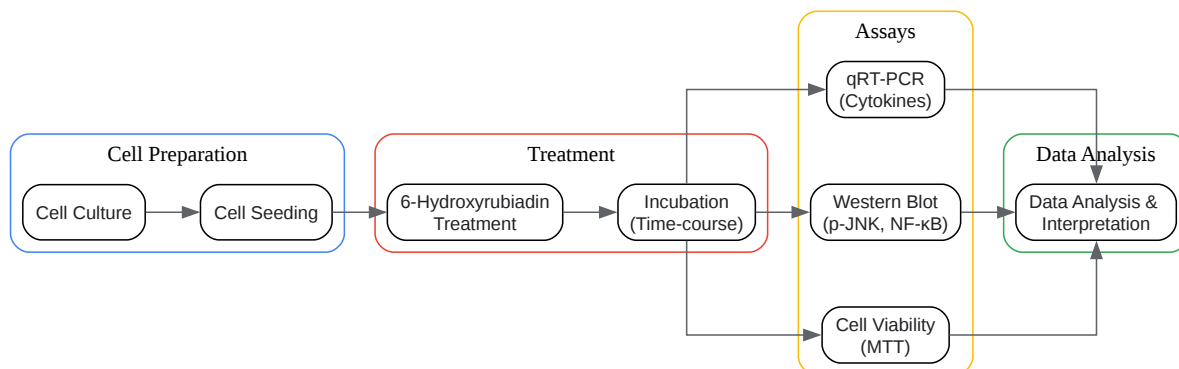 Cell Preparation
Cell Culture
Cell Seeding
Treatment
6-Hydroxyrubiadin
Treatment
Incubation
(Time-course)
Assays
qRT-PCR
(Cytokines)
Western Blot
(p-JNK, NF-κB)
Cell Viability
(MTT)
Data Analysis
Data Analysis &
Interpretation